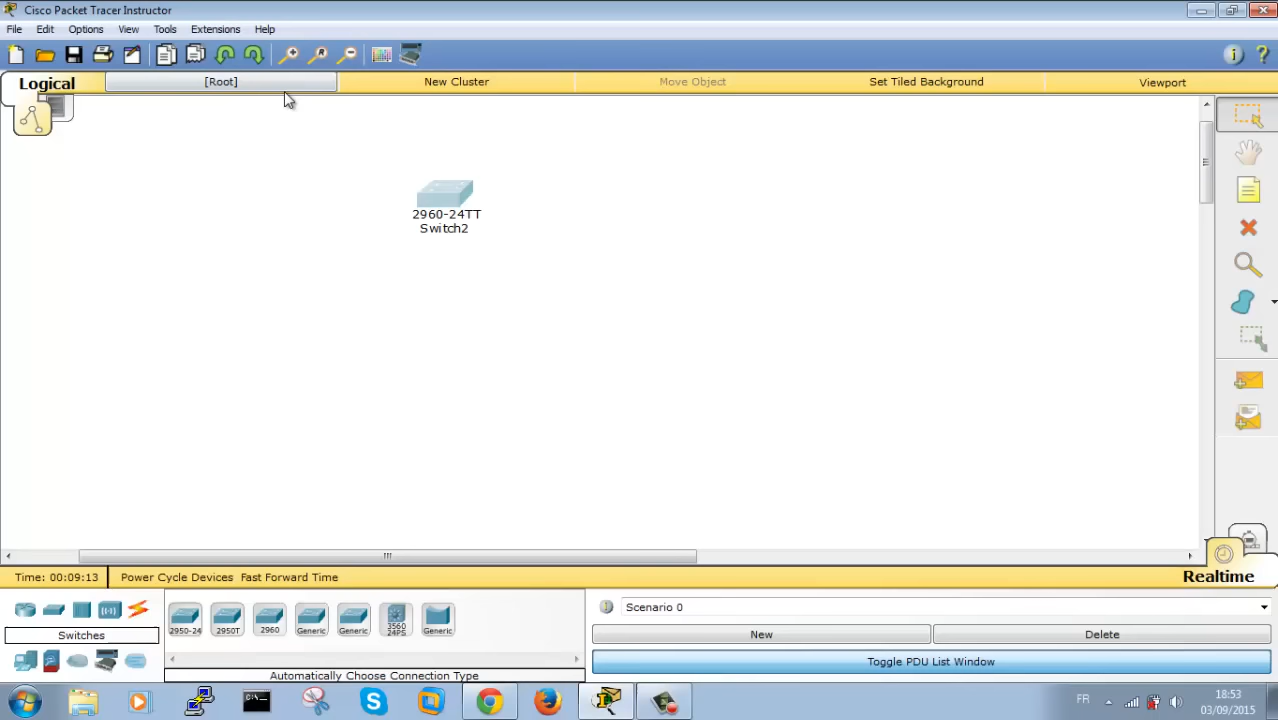 Cisco Packet Tracer Instructor
File Edit Options View Tools Extensions Help
Logical [Root] New Cluster Move Object Set Tiled Background Viewport
2960-24TT
Switch2
Time: 00:09:13 Power Cycle Devices Fast Forward Time
Realtime
Switches
2950-24 2950T 2960 Generic Generic 3560 24PS Generic
Automatically Choose Connection Type
Scenario 0
New Delete
Toggle PDU List Window
FR
18:53
03/09/2015